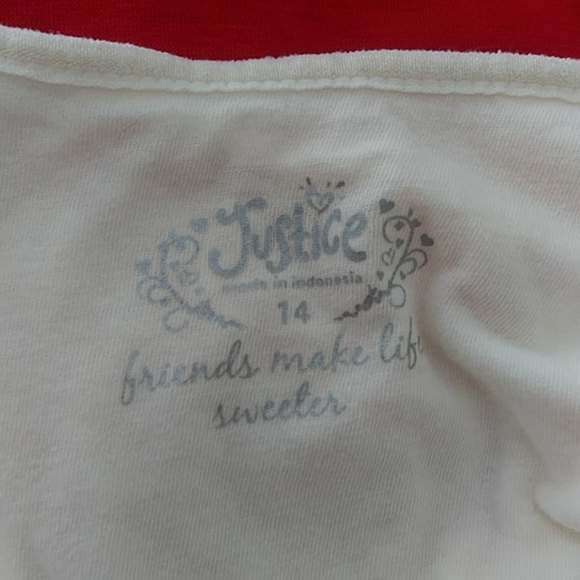 Justice
made in indonesia
14
friends make life
sweeter